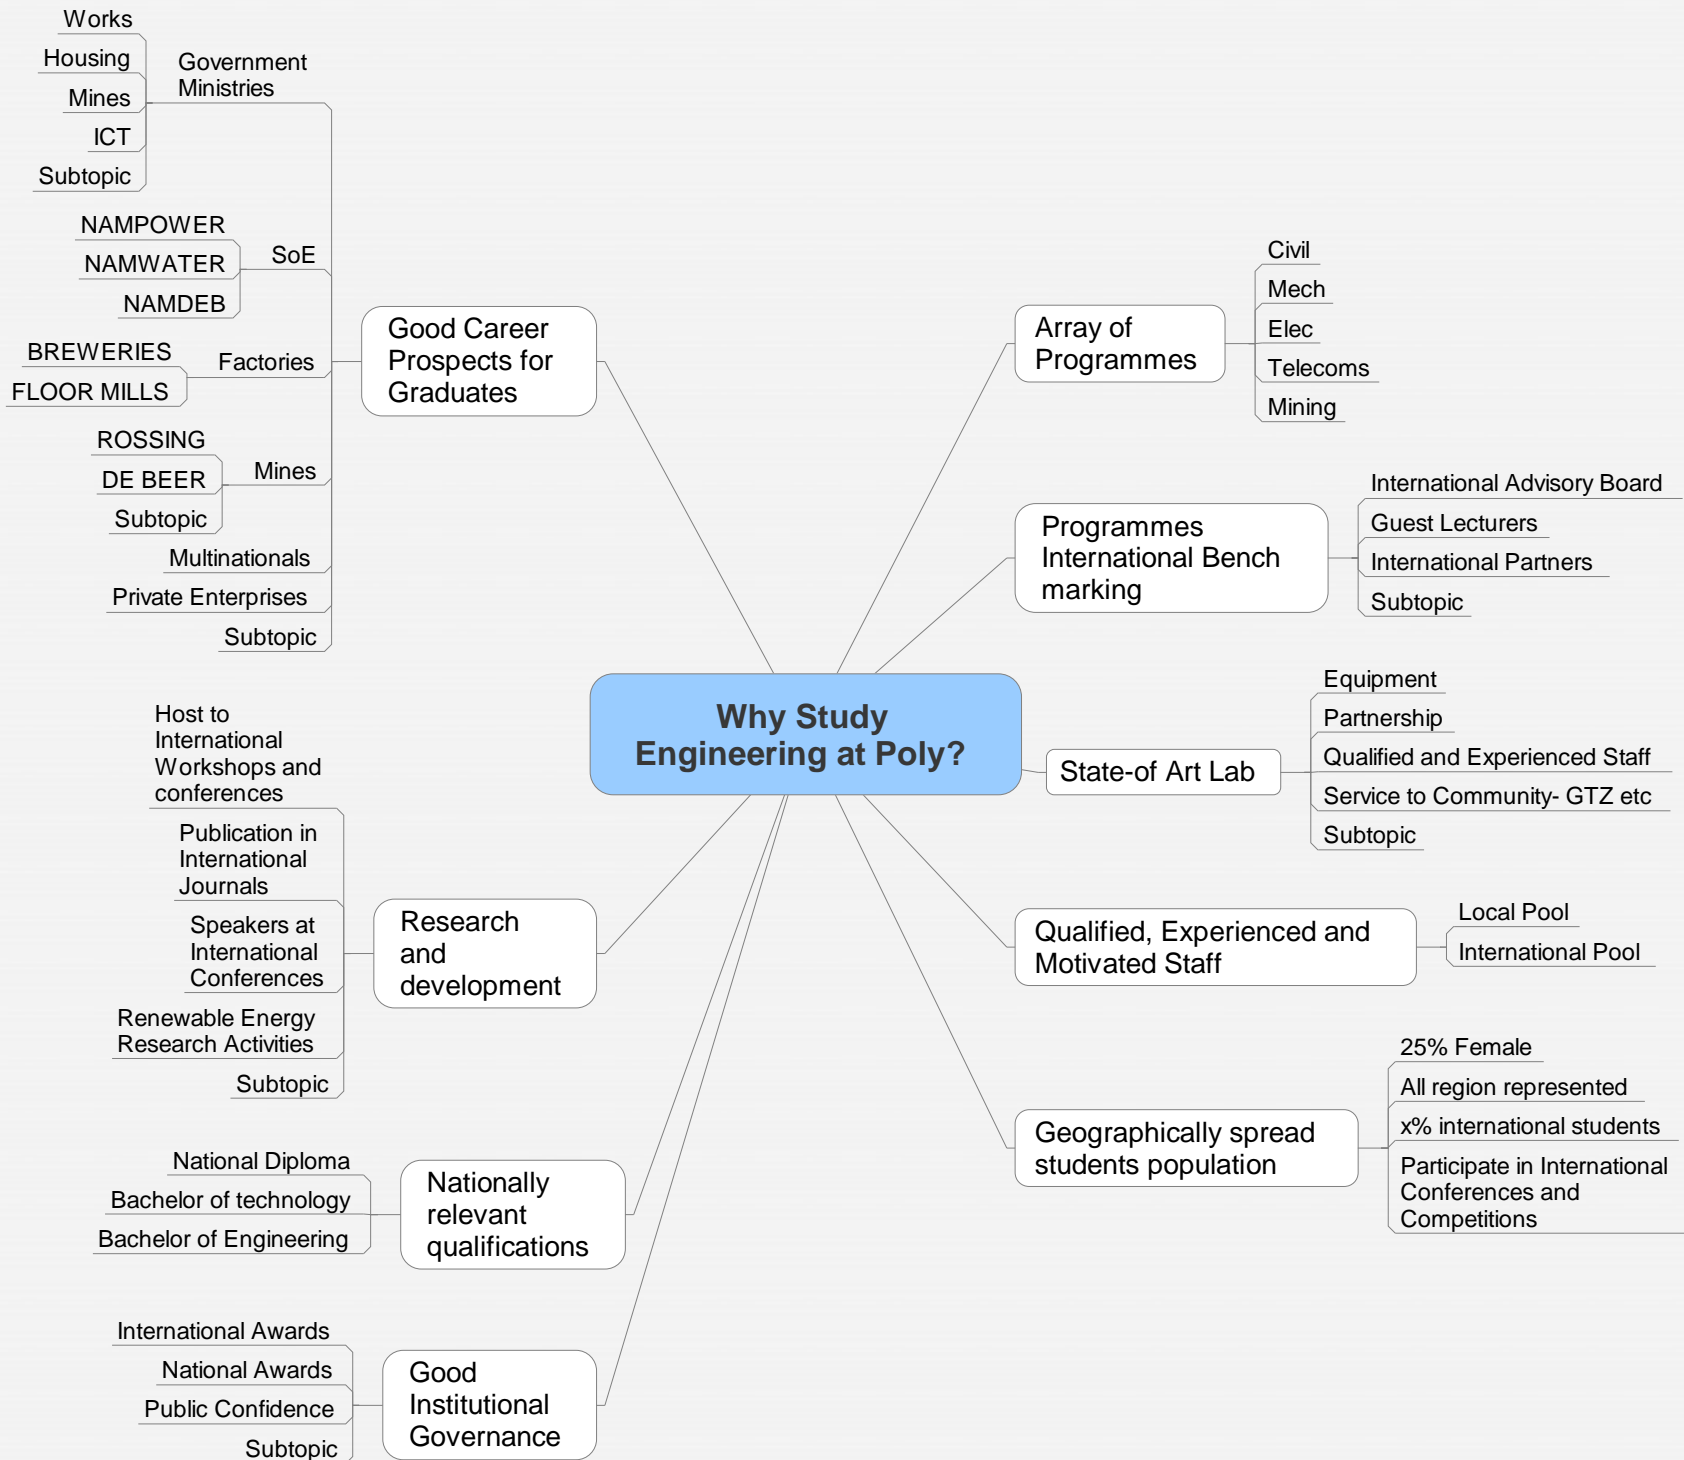 Why Study
Engineering at Poly?
Good Career
Prospects for
Graduates
Government
Ministries
Works
Housing
Mines
ICT
Subtopic
SoE
NAMPOWER
NAMWATER
NAMDEB
Factories
BREWERIES
FLOOR MILLS
Mines
ROSSING
DE BEER
Subtopic
Multinationals
Private Enterprises
Subtopic
Research
and
development
Host to
International
Workshops and
conferences
Publication in
International
Journals
Speakers at
International
Conferences
Renewable Energy
Research Activities
Subtopic
Nationally
relevant
qualifications
National Diploma
Bachelor of technology
Bachelor of Engineering
Good
Institutional
Governance
International Awards
National Awards
Public Confidence
Subtopic
Array of
Programmes
Civil
Mech
Elec
Telecoms
Mining
Programmes
International Bench
marking
International Advisory Board
Guest Lecturers
International Partners
Subtopic
State-of Art Lab
Equipment
Partnership
Qualified and Experienced Staff
Service to Community- GTZ etc
Subtopic
Qualified, Experienced and
Motivated Staff
Local Pool
International Pool
Geographically spread
students population
25% Female
All region represented
x% international students
Participate in International
Conferences and
Competitions